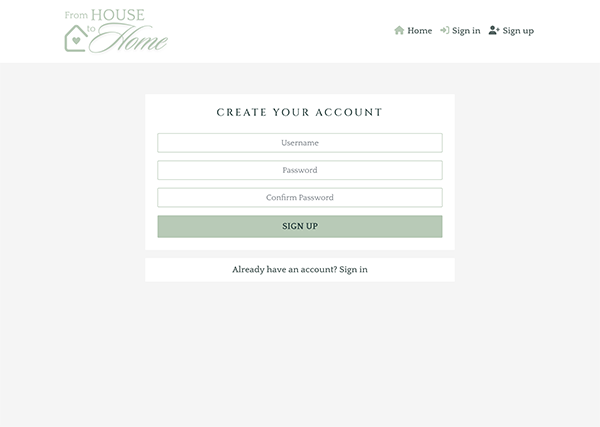 From HOUSE
to
Home
Home Sign in Sign up
CREATE YOUR ACCOUNT
Username
Password
Confirm Password
SIGN UP
Already have an account? Sign in